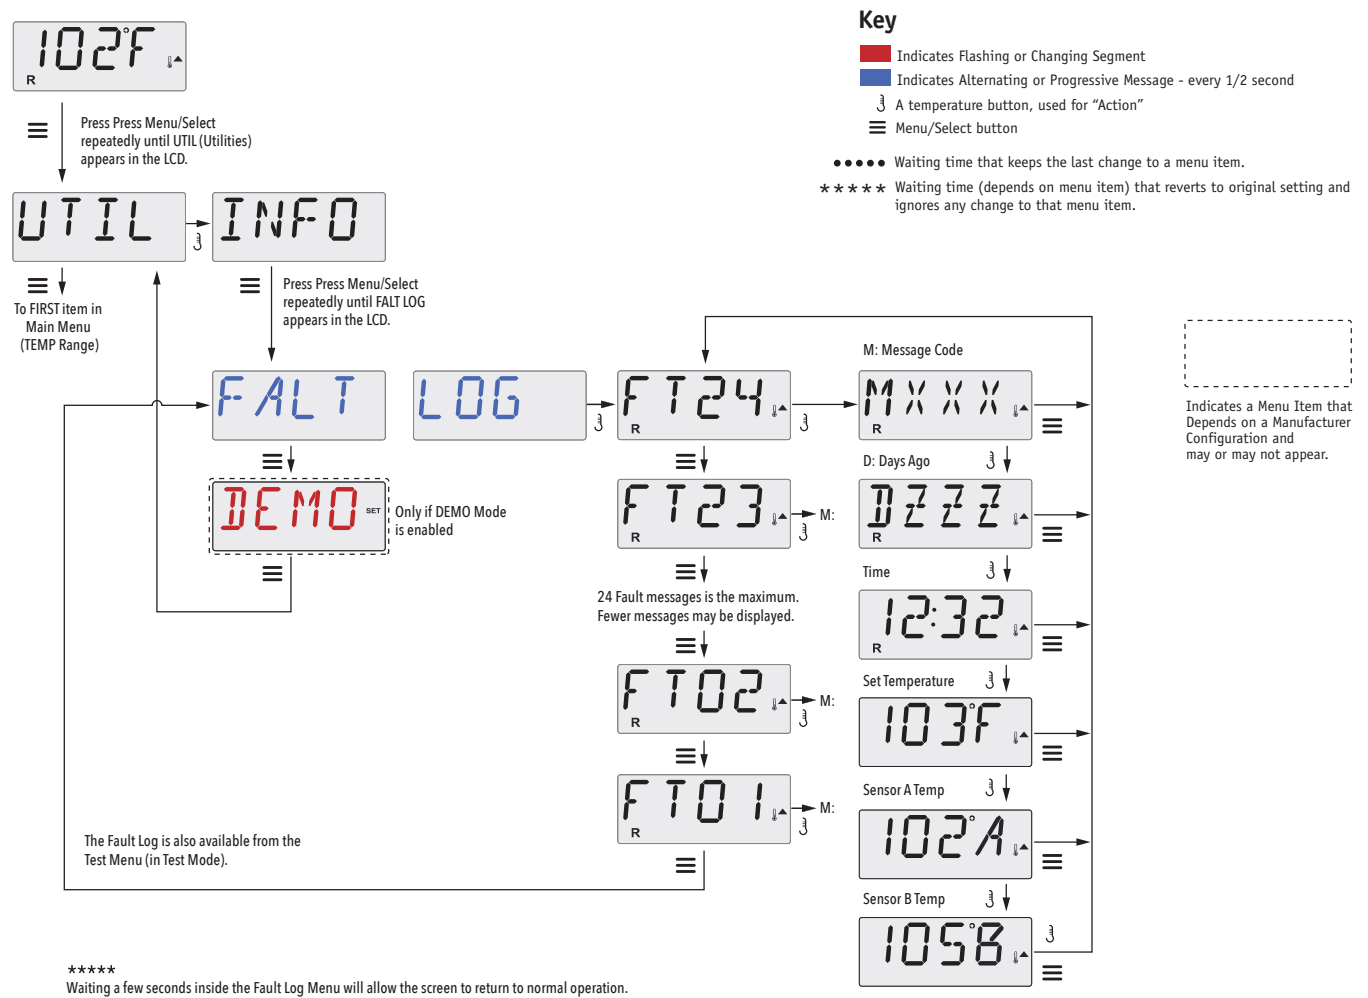 102°F
R
Press Press Menu/Select
repeatedly until UTIL (Utilities)
appears in the LCD.
Key
Indicates Flashing or Changing Segment
Indicates Alternating or Progressive Message - every 1/2 second
A temperature button, used for “Action”
Menu/Select button
••••• Waiting time that keeps the last change to a menu item.
***** Waiting time (depends on menu item) that reverts to original setting and
ignores any change to that menu item.
UTIL
INFO
To FIRST item in
Main Menu
(TEMP Range)
Press Press Menu/Select
repeatedly until FALT LOG
appears in the LCD.
FALT
LOG
DEMO
SET
Only if DEMO Mode
is enabled
FT24
R
FT23
R
M:
24 Fault messages is the maximum.
Fewer messages may be displayed.
FT02
R
M:
FT01
R
M:
M: Message Code
MXXX
R
D: Days Ago
DZZZ
R
Time
12:32
R
Set Temperature
103°F
Sensor A Temp
102°A
Sensor B Temp
105°B
Indicates a Menu Item that
Depends on a Manufacturer
Configuration and
may or may not appear.
The Fault Log is also available from the
Test Menu (in Test Mode).
*****
Waiting a few seconds inside the Fault Log Menu will allow the screen to return to normal operation.